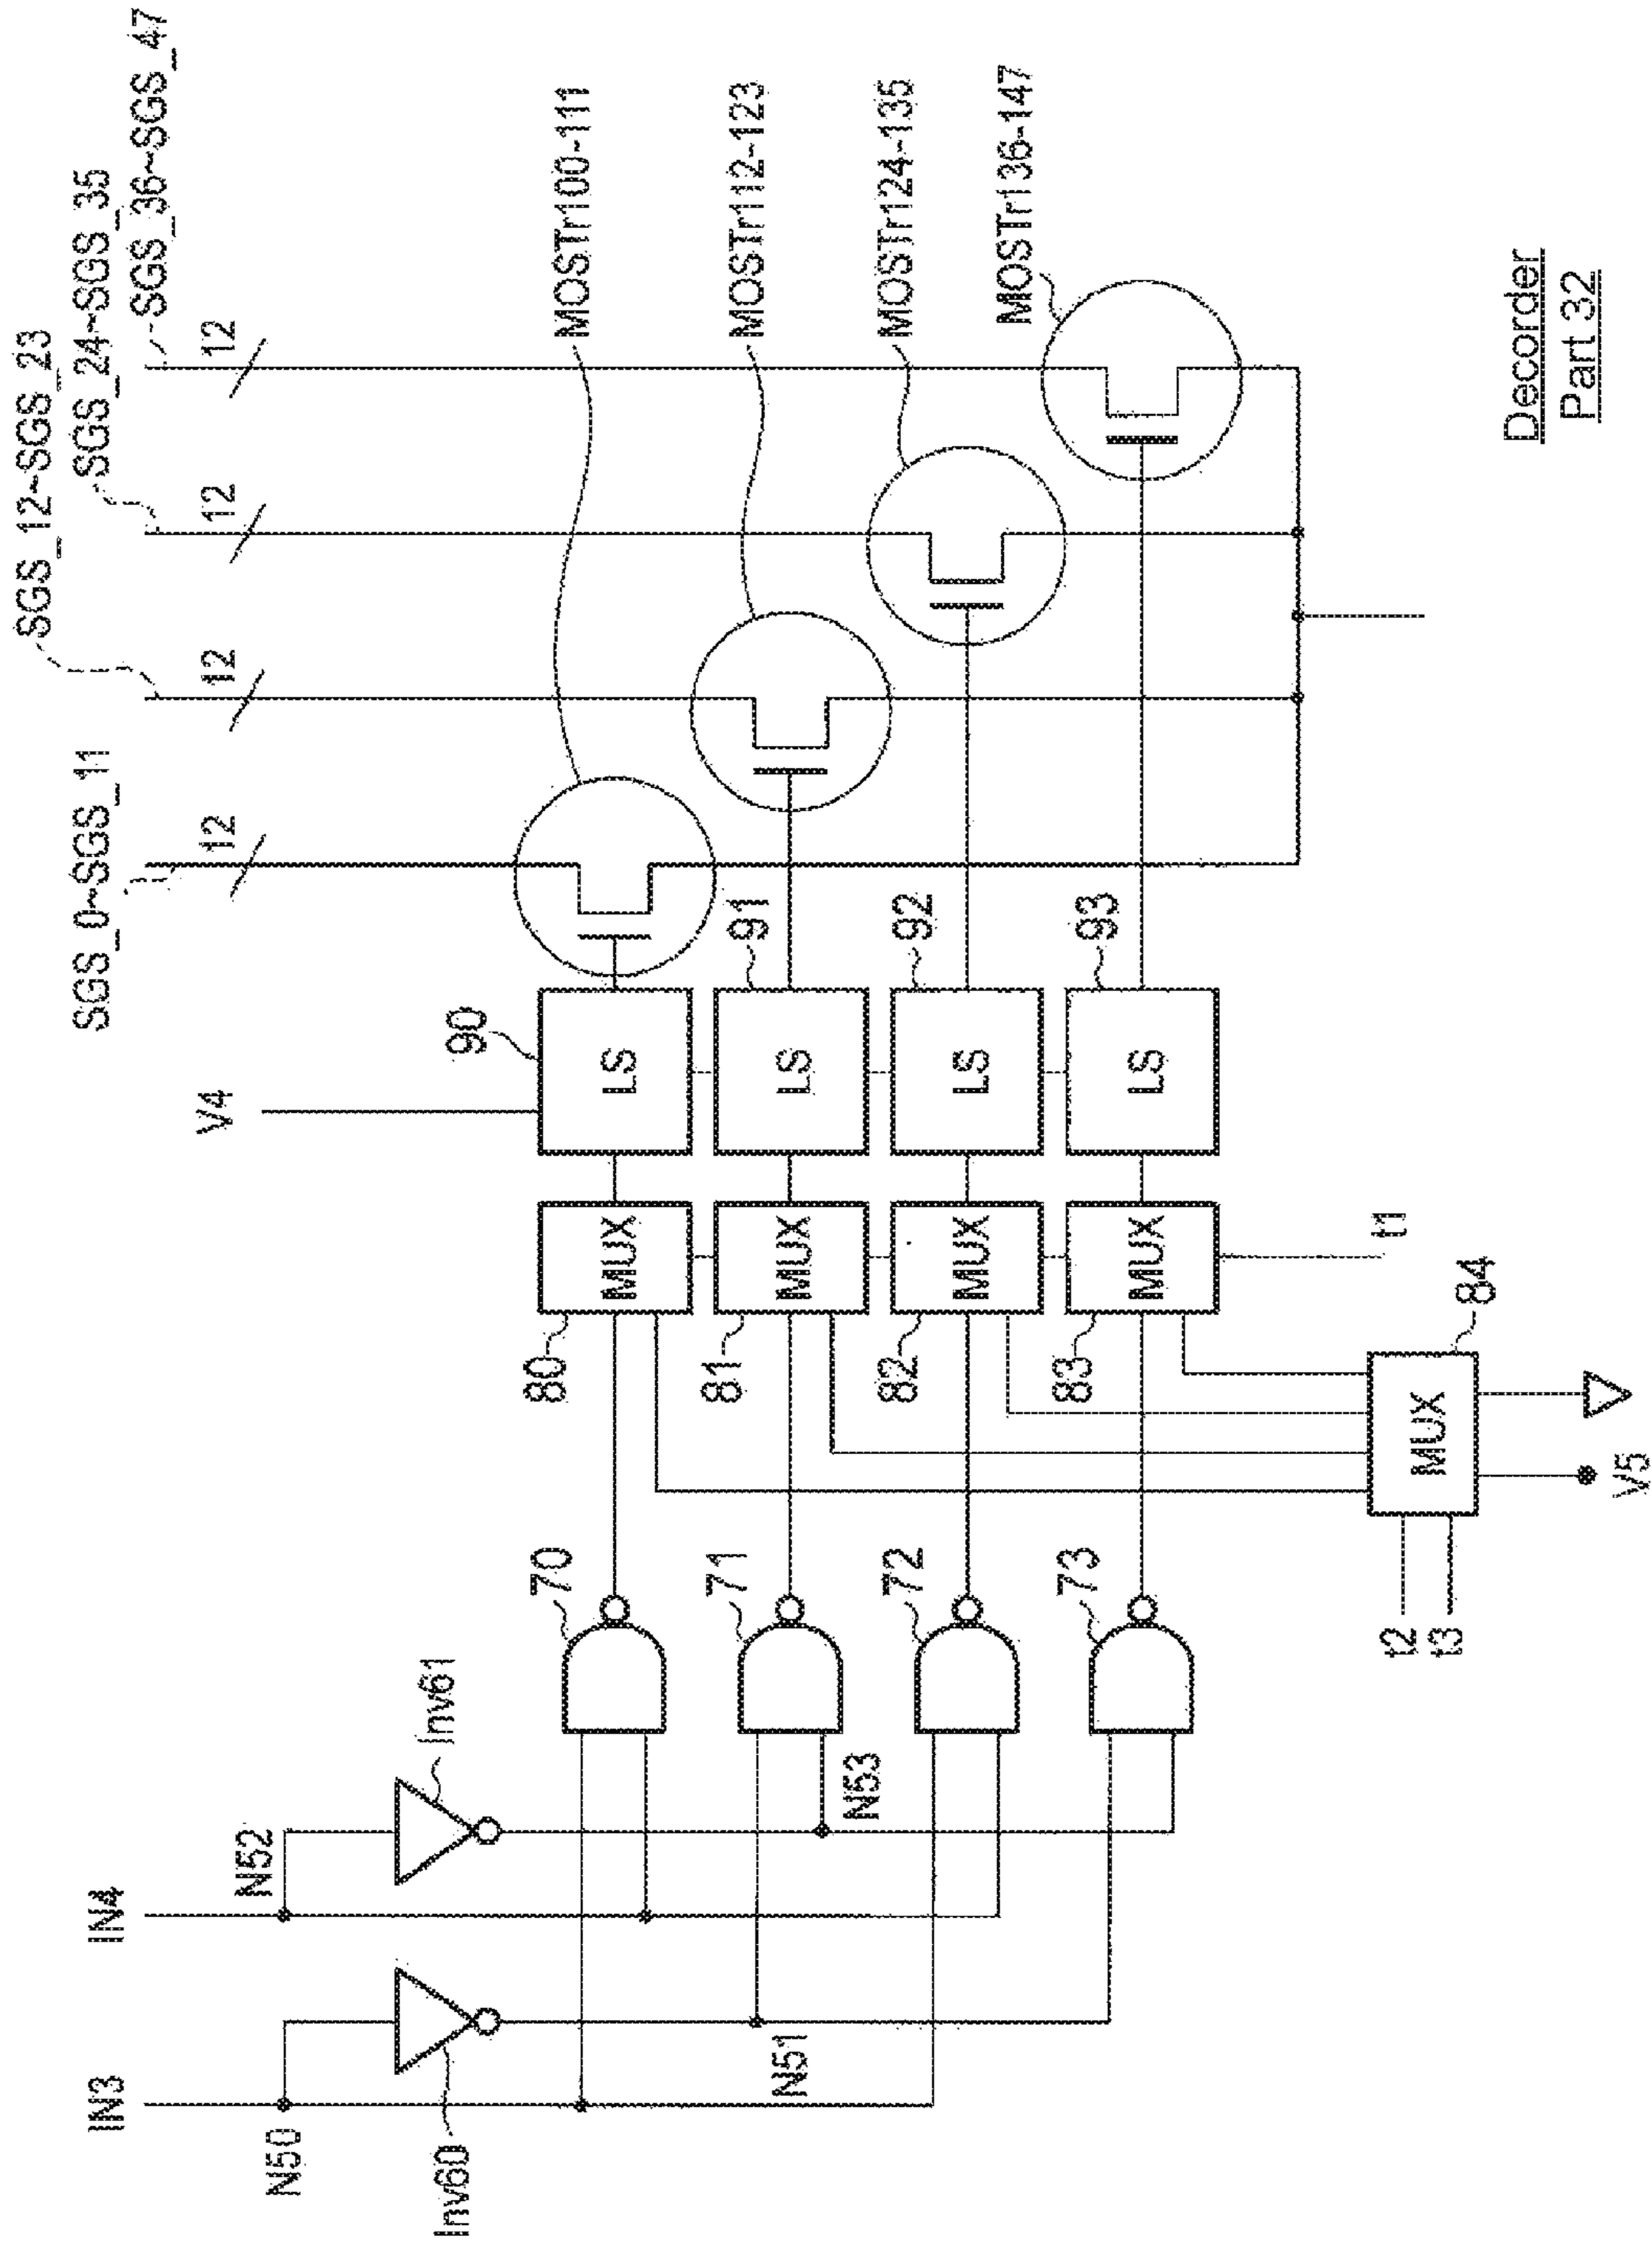 IN3
IN4
N50
N52
Inv60
Inv61
N51
N53
70
71
72
73
t2
t3
V5
MUX
84
80
81
82
83
MUX
MUX
MUX
MUX
t1
V4
90
91
92
93
LS
LS
LS
LS
SGS_0~SGS_11
SGS_12~SGS_23
SGS_24~SGS_35
SGS_36~SGS_47
12
12
12
12
MOSTr100-111
MOSTr112-123
MOSTr124-135
MOSTr136-147
Decorder
Part 32